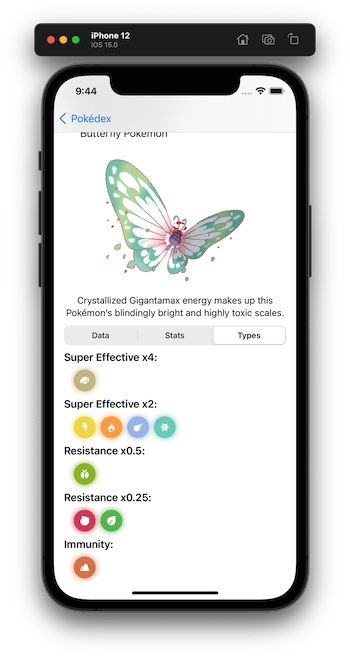 iPhone 12
iOS 15.0
9:44
Pokédex
Butterfly Pokémon
Crystallized Gigantamax energy makes up this
Pokémon's blindingly bright and highly toxic scales.
Data Stats Types
Super Effective x4:
Super Effective x2:
Resistance x0.5:
Resistance x0.25:
Immunity: